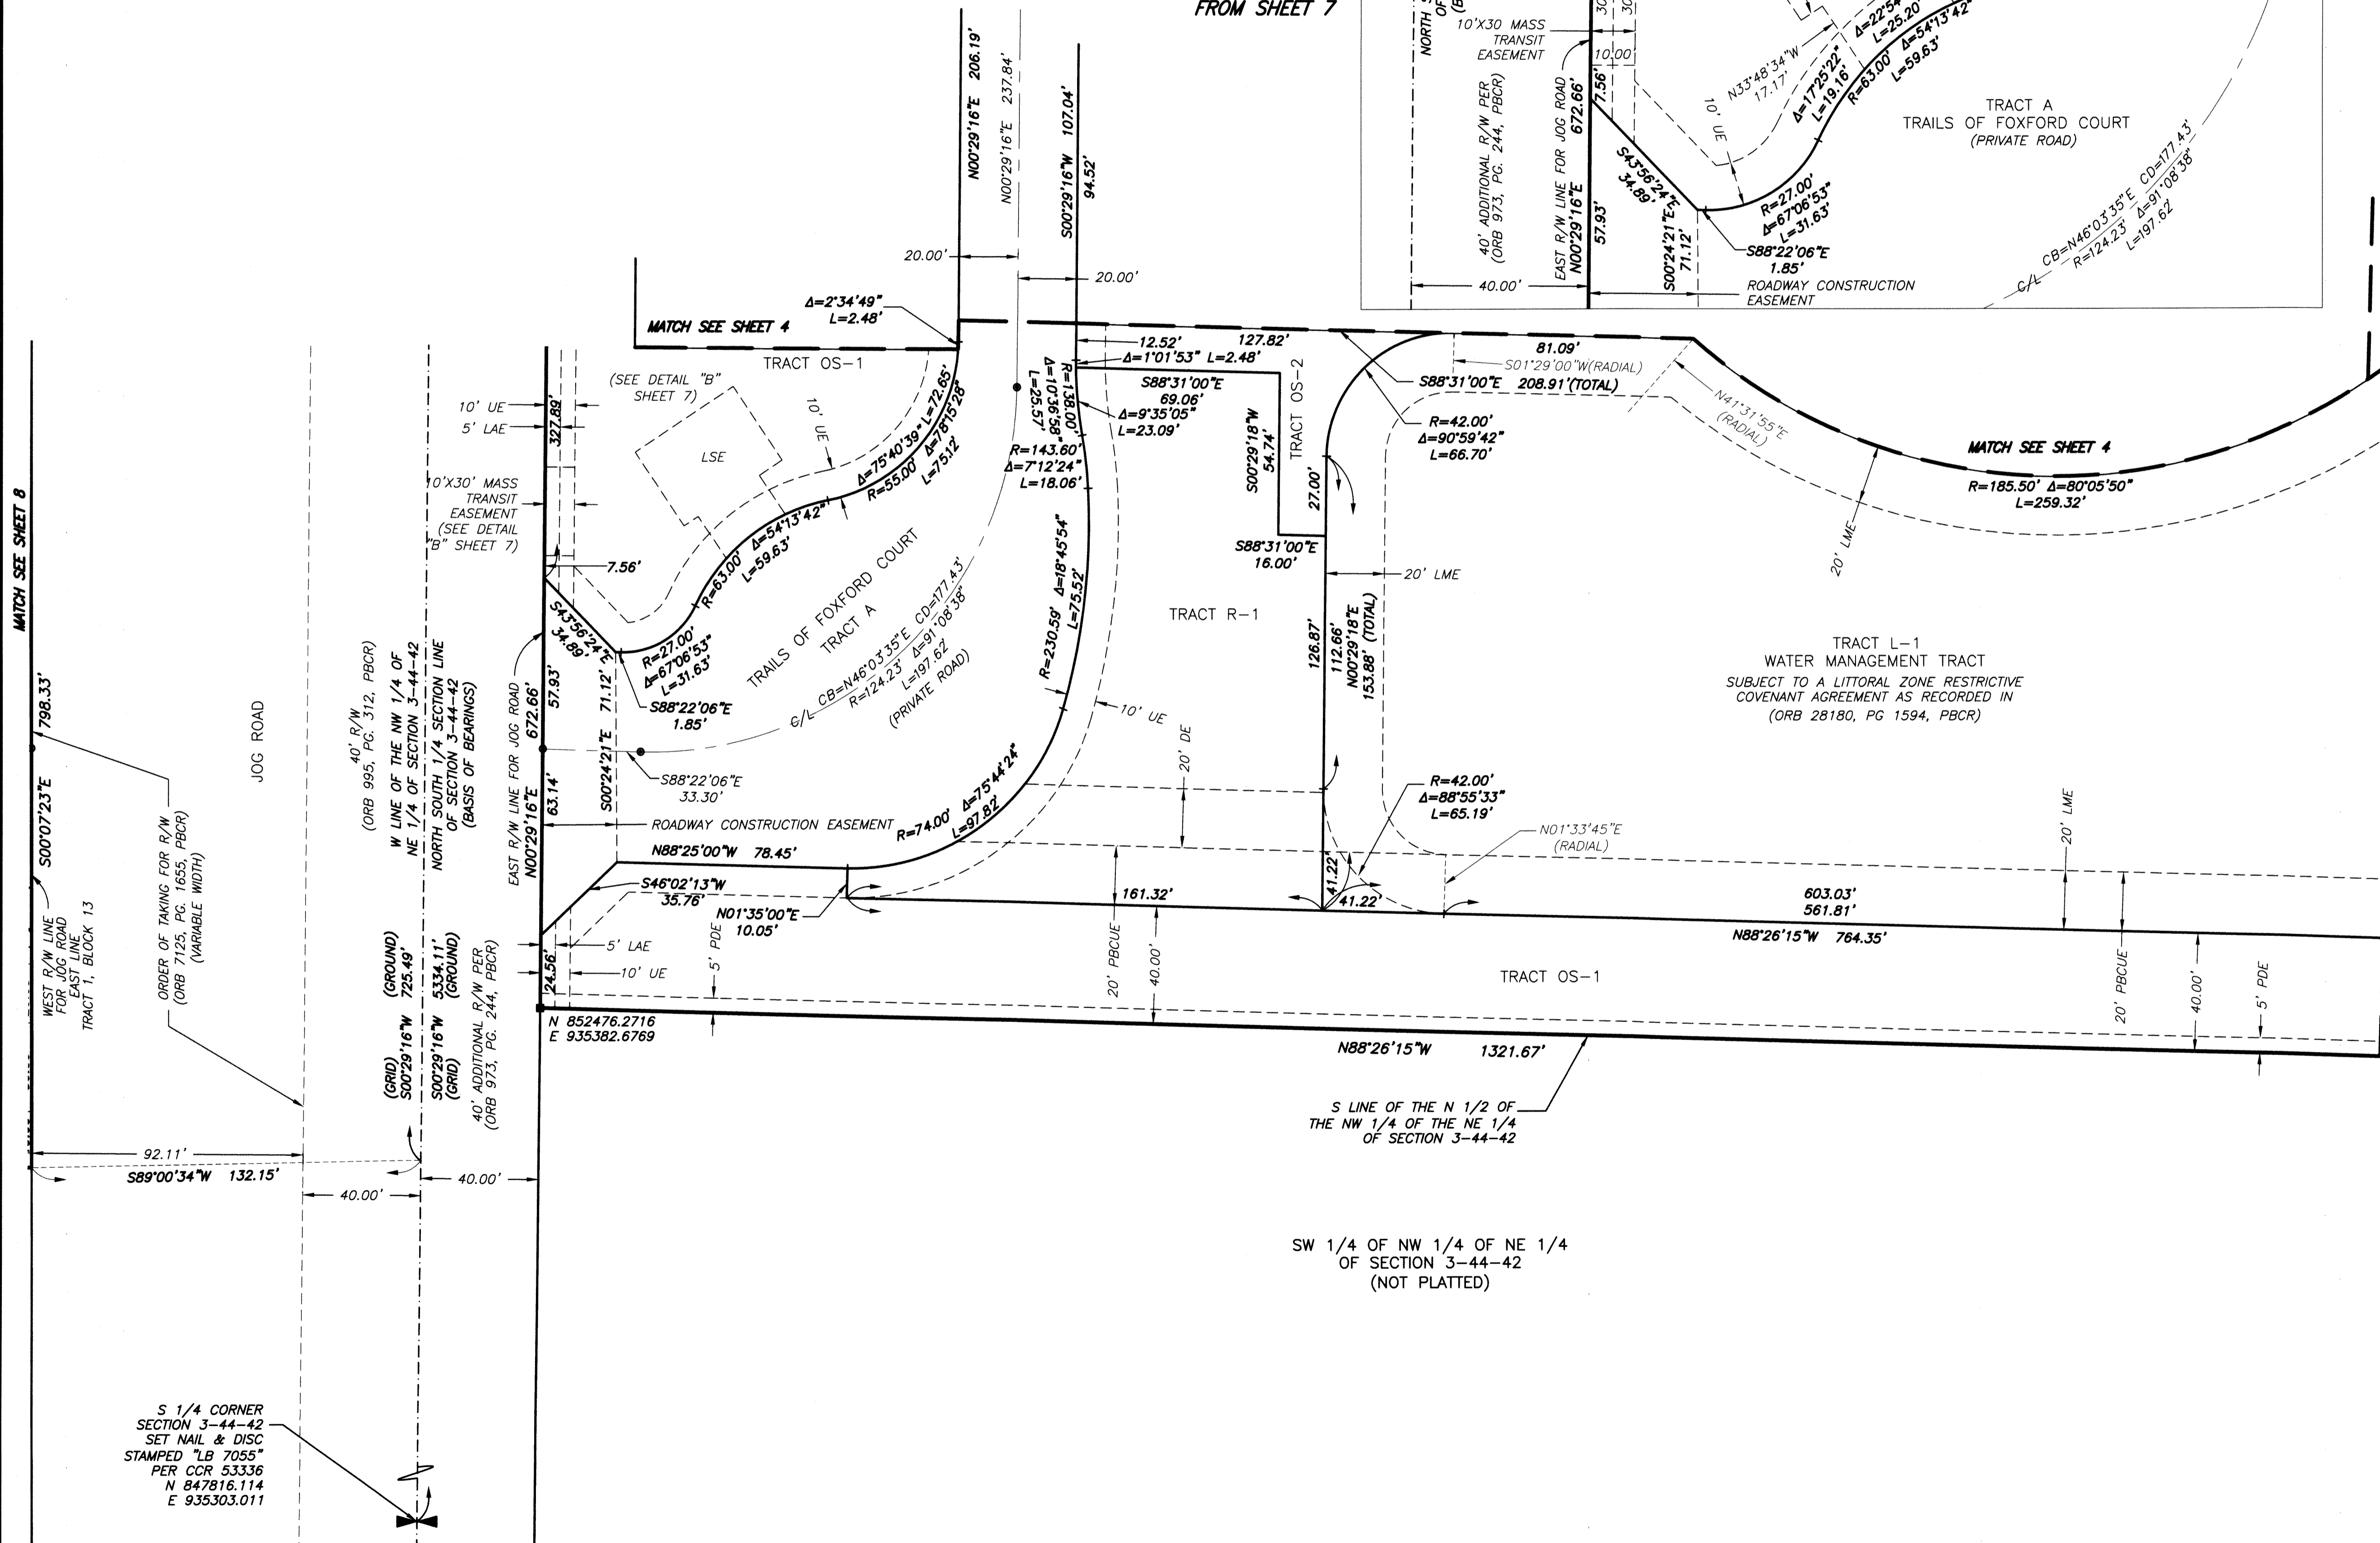 FROM SHEET 7
N00°29'16"E 206.19'
N00°29'16"E 237.84'
S00°29'16"W 107.04'
94.52'
20.00'
20.00'
Δ=2°34'49"
L=2.48'
MATCH SEE SHEET 4
TRACT OS-1
(SEE DETAIL "B"
SHEET 7)
10' UE
5' LAE
327.89'
10'X30' MASS
TRANSIT
EASEMENT
(SEE DETAIL
"B" SHEET 7)
7.56'
LSE
10' UE
Δ=75°40'39" L=72.65'
R=55.00' Δ=78°15'28"
L=75.12'
R=63.00' Δ=54°13'42"
L=59.63'
S43°56'24"E
34.89'
R=27.00'
Δ=67°06'53"
L=31.63'
S88°22'06"E
1.85'
TRAILS OF FOXFORD COURT
TRACT A
C/L CB=N46°03'35"E CD=177.43'
R=124.23' Δ=91°08'38"
L=197.62'
(PRIVATE ROAD)
EAST R/W LINE FOR JOG ROAD
N00°29'16"E 672.66'
57.93'
63.14'
S00°24'21"E 71.12'
S88°22'06"E
33.30'
ROADWAY CONSTRUCTION EASEMENT
N88°25'00"W 78.45'
S46°02'13"W
35.76'
N01°35'00"E
10.05'
R=74.00' Δ=75°44'24"
L=97.82'
R=230.59' Δ=18°45'54"
L=75.52'
R=143.60'
Δ=7°12'24"
L=18.06'
R=138.00'
Δ=10°36'58"
L=25.57'
Δ=9°35'05"
L=23.09'
12.52'
127.82'
Δ=1°01'53" L=2.48'
S88°31'00"E
69.06'
S00°29'18"W
54.74'
TRACT OS-2
S88°31'00"E
16.00'
27.00'
S01°29'00"W(RADIAL)
S88°31'00"E 208.91'(TOTAL)
81.09'
R=42.00'
Δ=90°59'42"
L=66.70'
N41°31'55"E
(RADIAL)
MATCH SEE SHEET 4
R=185.50' Δ=80°05'50"
L=259.32'
20' LME
20' LME
TRACT R-1
126.87'
112.66'
N00°29'18"E
153.88' (TOTAL)
TRACT L-1
WATER MANAGEMENT TRACT
SUBJECT TO A LITTORAL ZONE RESTRICTIVE
COVENANT AGREEMENT AS RECORDED IN
(ORB 28180, PG 1594, PBCR)
10' UE
20' DE
R=42.00'
Δ=88°55'33"
L=65.19'
N01°33'45"E
(RADIAL)
20' LME
41.22'
41.22'
161.32'
603.03'
561.81'
N88°26'15"W 764.35'
20' PBCUE
40.00'
20' PBCUE
40.00'
5' PDE
TRACT OS-1
5' PDE
5' LAE
10' UE
24.56'
N 852476.2716
E 935382.6769
N88°26'15"W 1321.67'
S LINE OF THE N 1/2 OF
THE NW 1/4 OF THE NE 1/4
OF SECTION 3-44-42
SW 1/4 OF NW 1/4 OF NE 1/4
OF SECTION 3-44-42
(NOT PLATTED)
MATCH SEE SHEET 8
798.33'
S00°07'23"E
WEST R/W LINE
FOR JOG ROAD
EAST LINE
TRACT 1, BLOCK 13
ORDER OF TAKING FOR R/W
(ORB 7125, PG. 1655, PBCR)
(VARIABLE WIDTH)
JOG ROAD
40' R/W
(ORB 995, PG. 312, PBCR)
W LINE OF THE NW 1/4 OF
NE 1/4 OF SECTION 3-44-42
NORTH SOUTH 1/4 SECTION LINE
OF SECTION 3-44-42
(BASIS OF BEARINGS)
(GRID) (GROUND)
S00°29'16"W 725.49'
S00°29'16"W 5334.11'
(GRID) (GROUND)
40' ADDITIONAL R/W PER
(ORB 973, PG. 244, PBCR)
92.11'
S89°00'34"W 132.15'
40.00'
40.00'
S 1/4 CORNER
SECTION 3-44-42
SET NAIL & DISC
STAMPED "LB 7055"
PER CCR 53336
N 847816.114
E 935303.011
NORTH
10'X30 MASS
TRANSIT
EASEMENT
10.00'
40' ADDITIONAL R/W PER
(ORB 973, PG. 244, PBCR)
EAST R/W LINE FOR JOG ROAD
N00°29'16"E 672.66'
7.56'
57.93'
40.00'
N33°48'34"W
17.17'
10' UE
L=25.20'
Δ=17°25'22"
L=19.16'
R=63.00' Δ=54°13'42"
L=59.63'
S43°56'24"E
34.89'
R=27.00'
Δ=67°06'53"
L=31.63'
S00°24'21"E
71.12'
S88°22'06"E
1.85'
ROADWAY CONSTRUCTION
EASEMENT
TRACT A
TRAILS OF FOXFORD COURT
(PRIVATE ROAD)
C/L CB=N46°03'35"E CD=177.43'
R=124.23' Δ=91°08'38"
L=197.62'